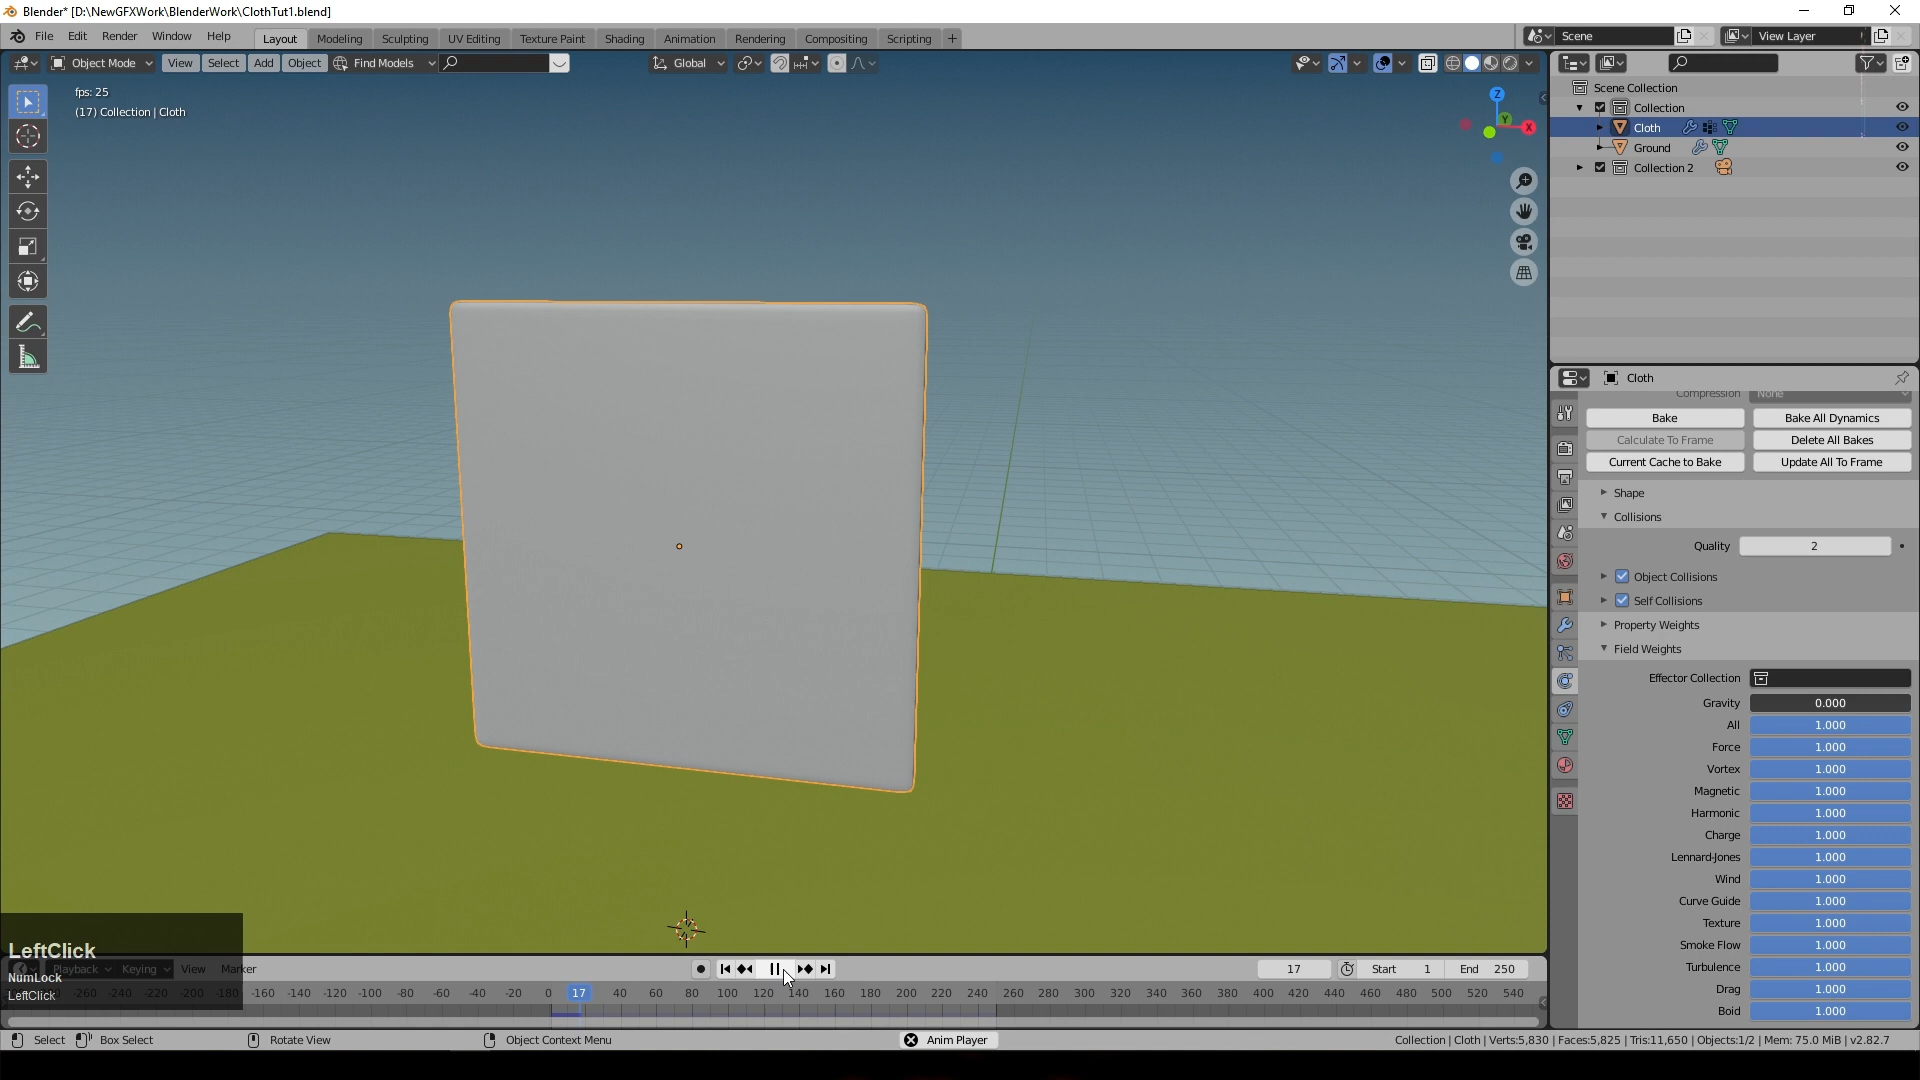 Blender* [D:\NewGFXWork\BlenderWork\ClothTut1.blend]
File Edit Render Window Help
Layout Modeling Sculpting UV Editing Texture Paint Shading Animation Rendering Compositing Scripting +
Scene
View Layer
Object Mode View Select Add Object Find Models
Global
fps: 25
(17) Collection | Cloth
Z
Y
X
Scene Collection
Collection
Cloth
Ground
Collection 2
Cloth
Compression None
Bake Bake All Dynamics
Calculate To Frame Delete All Bakes
Current Cache to Bake Update All To Frame
Shape
Collisions
Quality 2
Object Collisions
Self Collisions
Property Weights
Field Weights
Effector Collection
Gravity 0.000
All 1.000
Force 1.000
Vortex 1.000
Magnetic 1.000
Harmonic 1.000
Charge 1.000
Lennard-Jones 1.000
Wind 1.000
Curve Guide 1.000
Texture 1.000
Smoke Flow 1.000
Turbulence 1.000
Drag 1.000
Boid 1.000
LeftClick
NumLock
LeftClick
Playback Keying View Marker
17 Start 1 End 250
-260 -240 -220 -200 -180 -160 -140 -120 -100 -80 -60 -40 -20 0 17 40 60 80 100 120 140 160 180 200 220 240 260 280 300 320 340 360 380 400 420 440 460 480 500 520 540
Select Box Select Rotate View Object Context Menu Anim Player Collection | Cloth | Verts:5,830 | Faces:5,825 | Tris:11,650 | Objects:1/2 | Mem: 75.0 MiB | v2.82.7